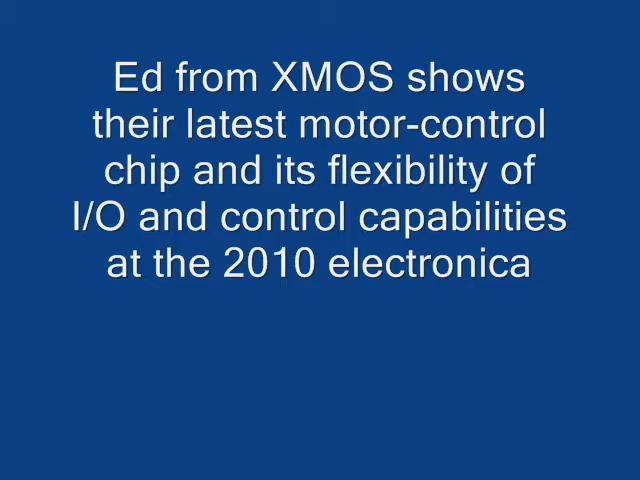 Ed from XMOS shows
their latest motor-control
chip and its flexibility of
I/O and control capabilities
at the 2010 electronica